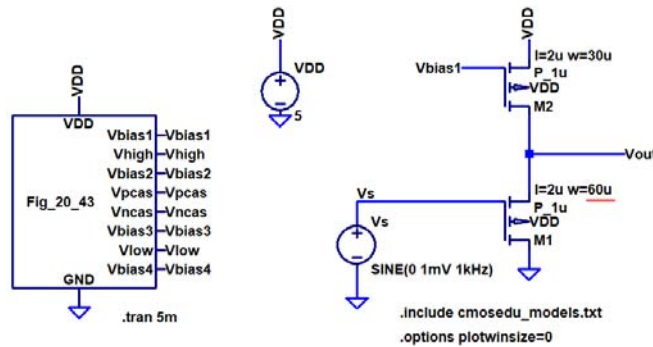 VDD
VDD
Vbias1
Vbias1
Vhigh
Vhigh
Vbias2
Vbias2
Vpcas
Vpcas
Vncas
Vncas
Vbias3
Vbias3
Vlow
Vlow
Vbias4
Vbias4
Fig_20_43
GND
.tran 5m
VDD
5
VDD
Vbias1
l=2u w=30u
P_1u
VDD
M2
Vout
Vs
Vs
SINE(0 1mV 1kHz)
l=2u w=60u
P_1u
VDD
M1
.include cmosedu_models.txt
.options plotwinsize=0